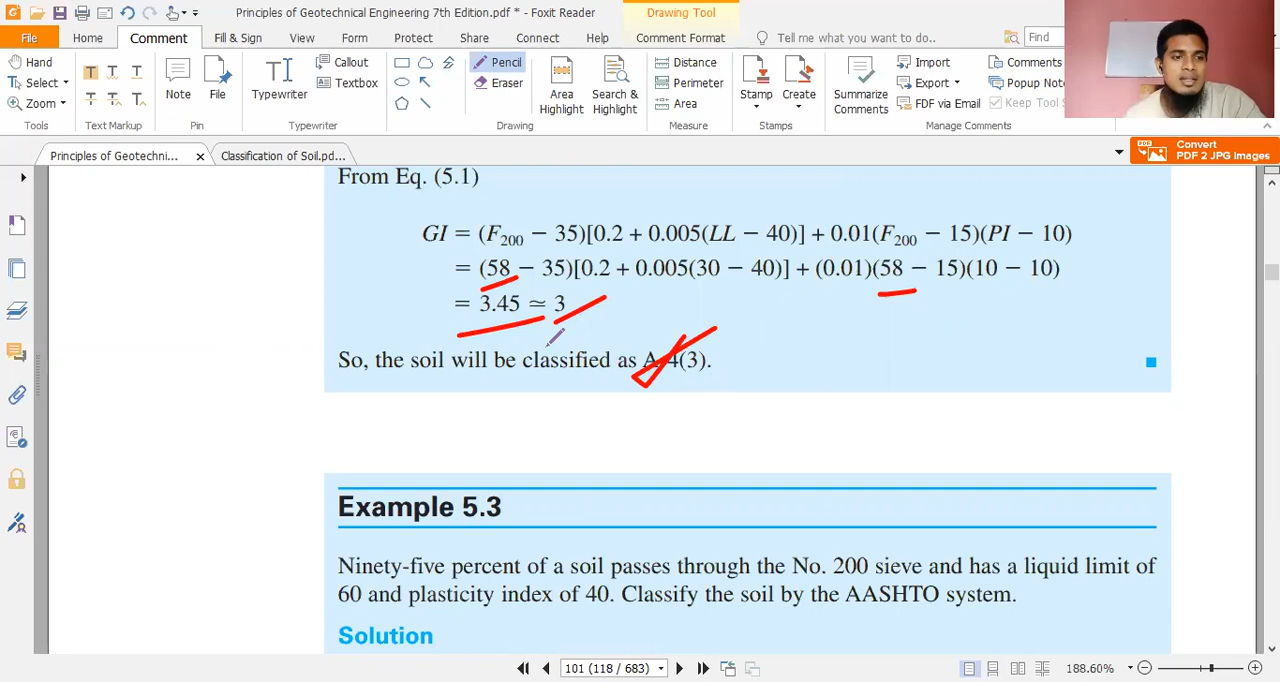 Principles of Geotechnical Engineering 7th Edition.pdf * - Foxit Reader
Drawing Tool
File Home Comment Fill & Sign View Form Protect Share Connect Help Comment Format Tell me what you want to do.. Find
Hand
Select
Zoom
Tools
Text Markup
Note
File
Pin
Typewriter
Callout
Textbox
Typewriter
Pencil
Eraser
Drawing
Area Highlight
Search & Highlight
Distance
Perimeter
Area
Measure
Stamp
Create
Stamps
Summarize Comments
Import
Export
FDF via Email
Comments
Popup Note
Keep Tool
Manage Comments
Principles of Geotechni...
Classification of Soil.pd...
Convert
PDF 2 JPG Images
From Eq. (5.1)
GI = (F200 − 35)[0.2 + 0.005(LL − 40)] + 0.01(F200 − 15)(PI − 10)
= (58 − 35)[0.2 + 0.005(30 − 40)] + (0.01)(58 − 15)(10 − 10)
= 3.45 ≃ 3
So, the soil will be classified as A-4(3).
Example 5.3
Ninety-five percent of a soil passes through the No. 200 sieve and has a liquid limit of
60 and plasticity index of 40. Classify the soil by the AASHTO system.
Solution
101 (118 / 683)
188.60%